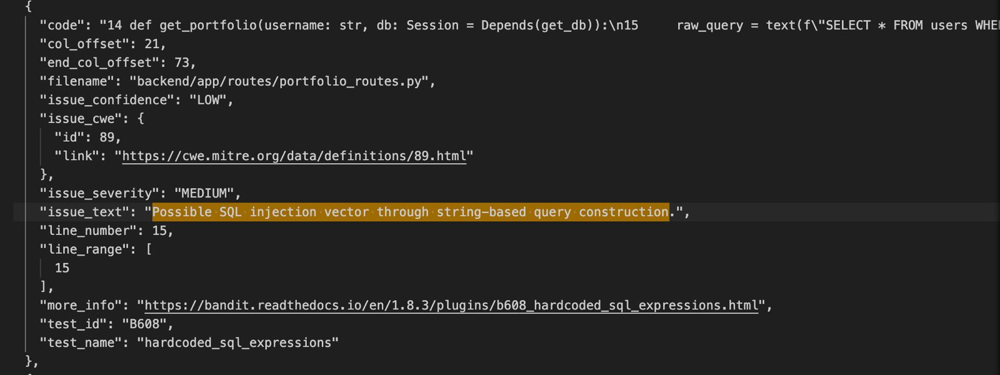 {
"code": "14 def get_portfolio(username: str, db: Session = Depends(get_db)):\n15     raw_query = text(f\"SELECT * FROM users WHE
"col_offset": 21,
"end_col_offset": 73,
"filename": "backend/app/routes/portfolio_routes.py",
"issue_confidence": "LOW",
"issue_cwe": {
"id": 89,
"link": "https://cwe.mitre.org/data/definitions/89.html"
},
"issue_severity": "MEDIUM",
"issue_text": "Possible SQL injection vector through string-based query construction.",
"line_number": 15,
"line_range": [
15
],
"more_info": "https://bandit.readthedocs.io/en/1.8.3/plugins/b608_hardcoded_sql_expressions.html",
"test_id": "B608",
"test_name": "hardcoded_sql_expressions"
},